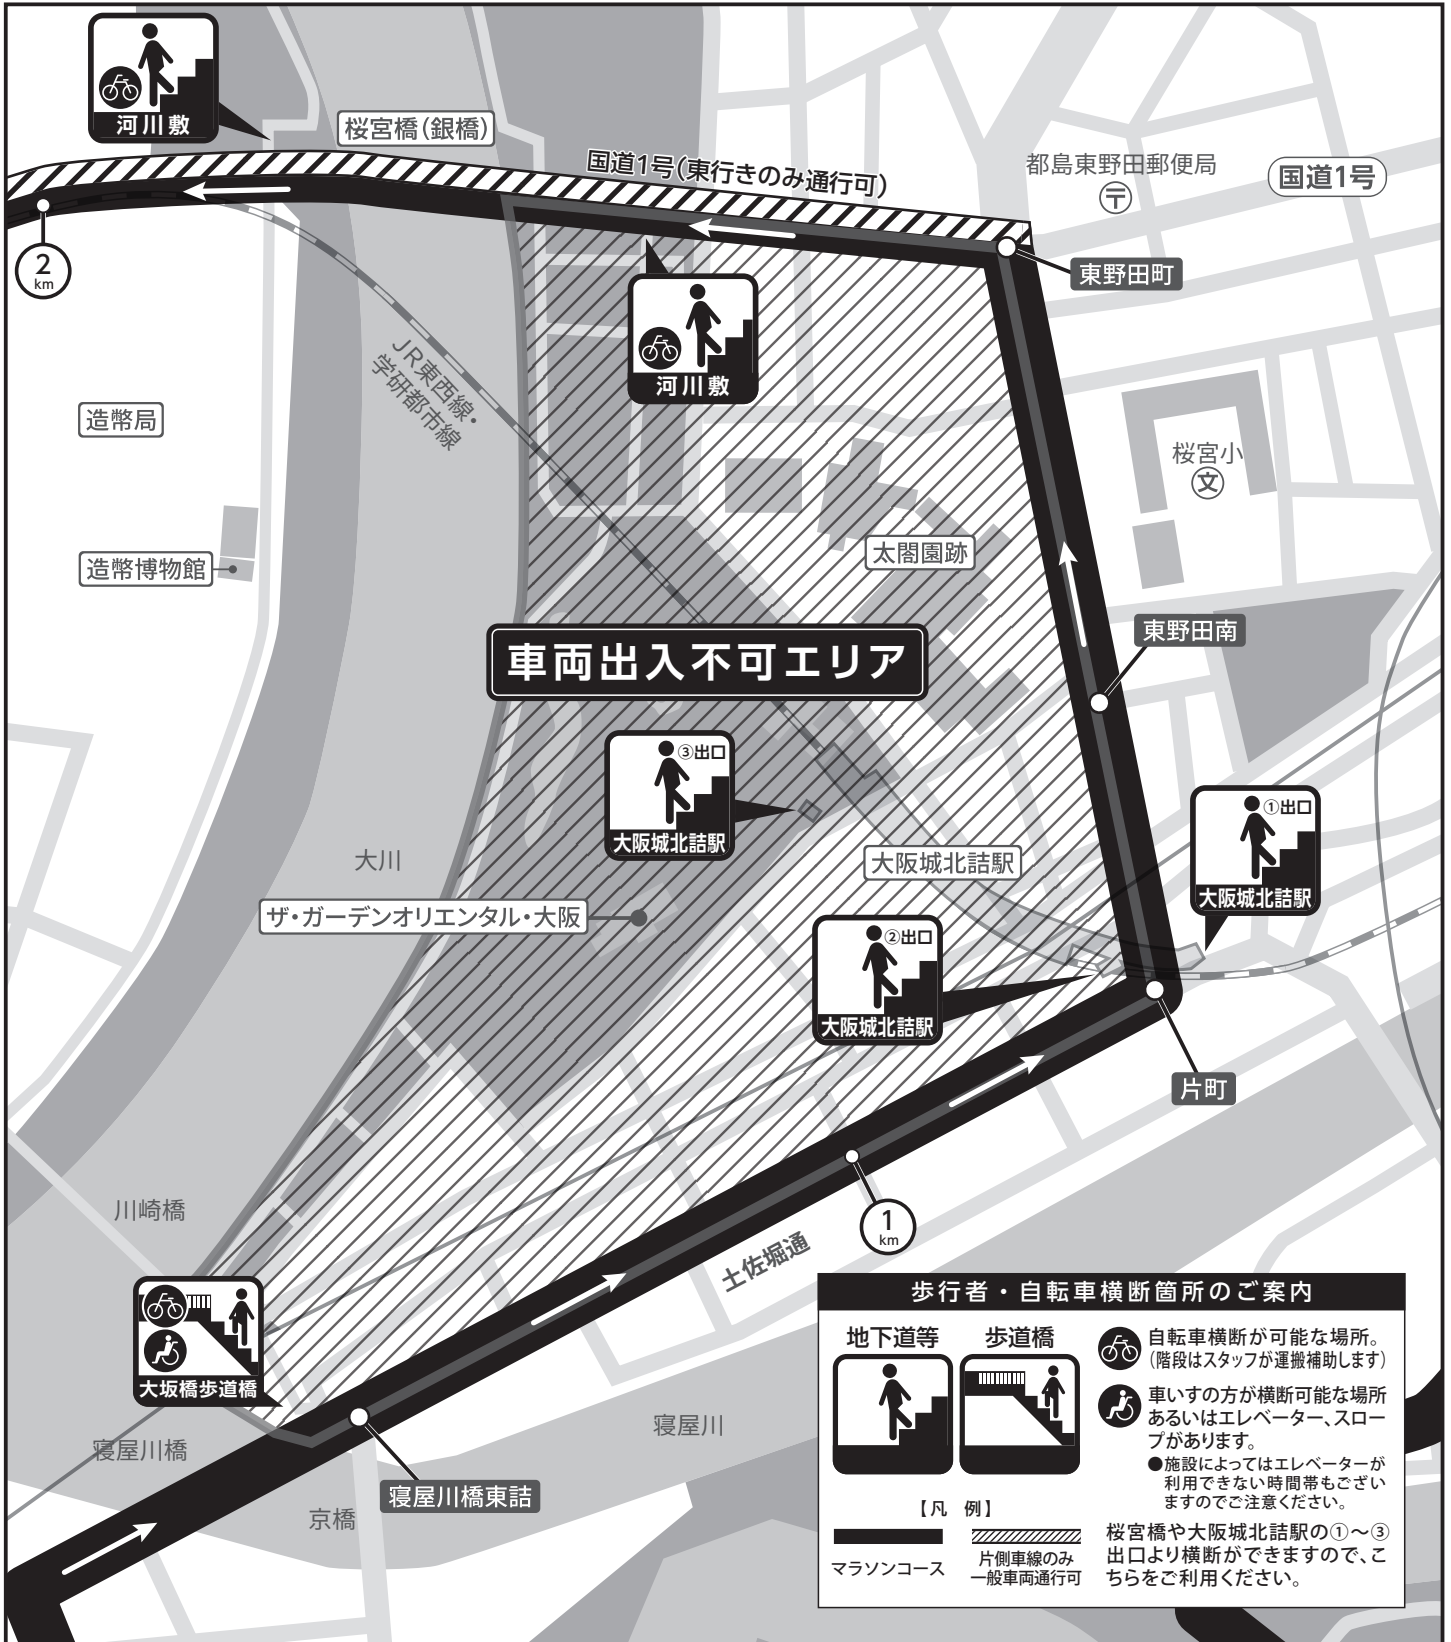 河川敷
桜宮橋(銀橋)
国道1号(東行きのみ通行可)
都島東野田郵便局
〒
国道1号
2
km
東野田町
河川敷
JR東西線・
学研都市線
造幣局
桜宮小
文
造幣博物館
太閤園跡
東野田南
車両出入不可エリア
③出口
大阪城北詰駅
①出口
大阪城北詰駅
大川
大阪城北詰駅
ザ・ガーデンオリエンタル・大阪
②出口
大阪城北詰駅
片町
川崎橋
1
km
土佐堀通
大坂橋歩道橋
寝屋川橋
寝屋川
寝屋川橋東詰
京橋
歩行者・自転車横断箇所のご案内
地下道等
歩道橋
自転車横断が可能な場所。
(階段はスタッフが運搬補助します)
車いすの方が横断可能な場所
あるいはエレベーター、スロー
プがあります。
●施設によってはエレベーターが
利用できない時間帯もござい
ますのでご注意ください。
【凡 例】
マラソンコース
片側車線のみ
一般車両通行可
桜宮橋や大阪城北詰駅の①〜③
出口より横断ができますので、こ
ちらをご利用ください。